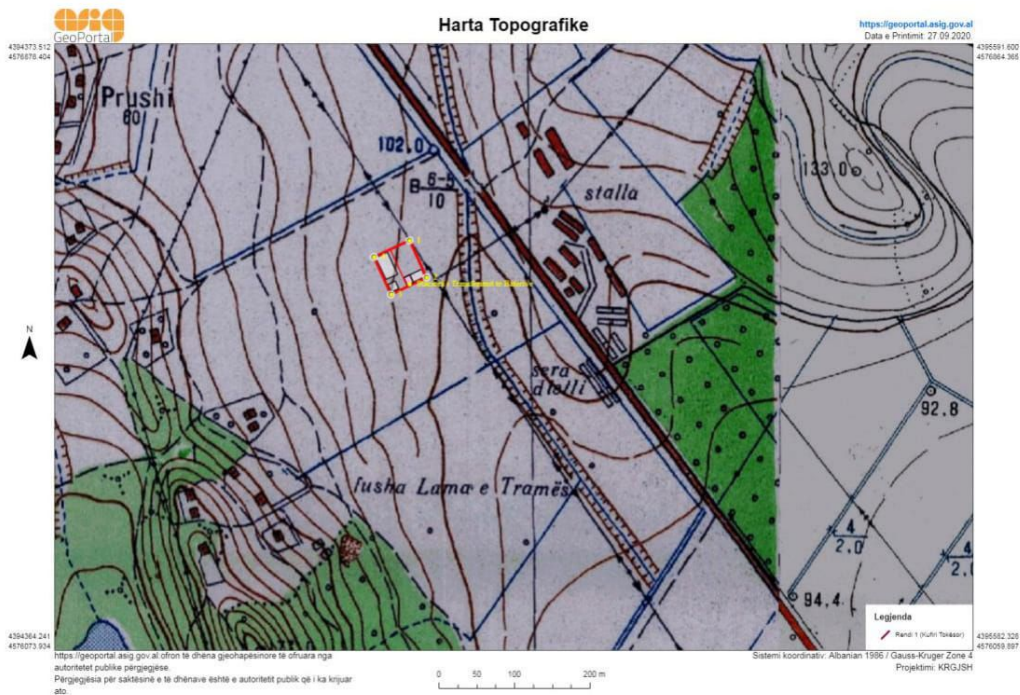 asig
GeoPortal
Harta Topografike
https://geoportal.asig.gov.al
Data e Printimit: 27.09.2020
4394373.512
4576876.404
4395591.600
4576864.365
Prushi
60
102.0
B 6-5
10
stalla
133.0
sera
fusha Lama e Tramës
92.8
4
2.0
4
2.0
94.4
N
Legjenda
Rendi 1 (Kufiri Tokësor)
4394364.241
4576073.934
4395582.328
4576059.897
https://geoportal.asig.gov.al ofron të dhëna gjeohapësinore të ofruara nga
autoritetet publike përgjegjëse.
Përgjegjësia për saktësinë e të dhënave është e autoritetit publik që i ka krijuar
ato.
0 50 100 200 m
Sistemi koordinativ: Albanian 1986 / Gauss-Kruger Zone 4
Projektimi: KRGJSH